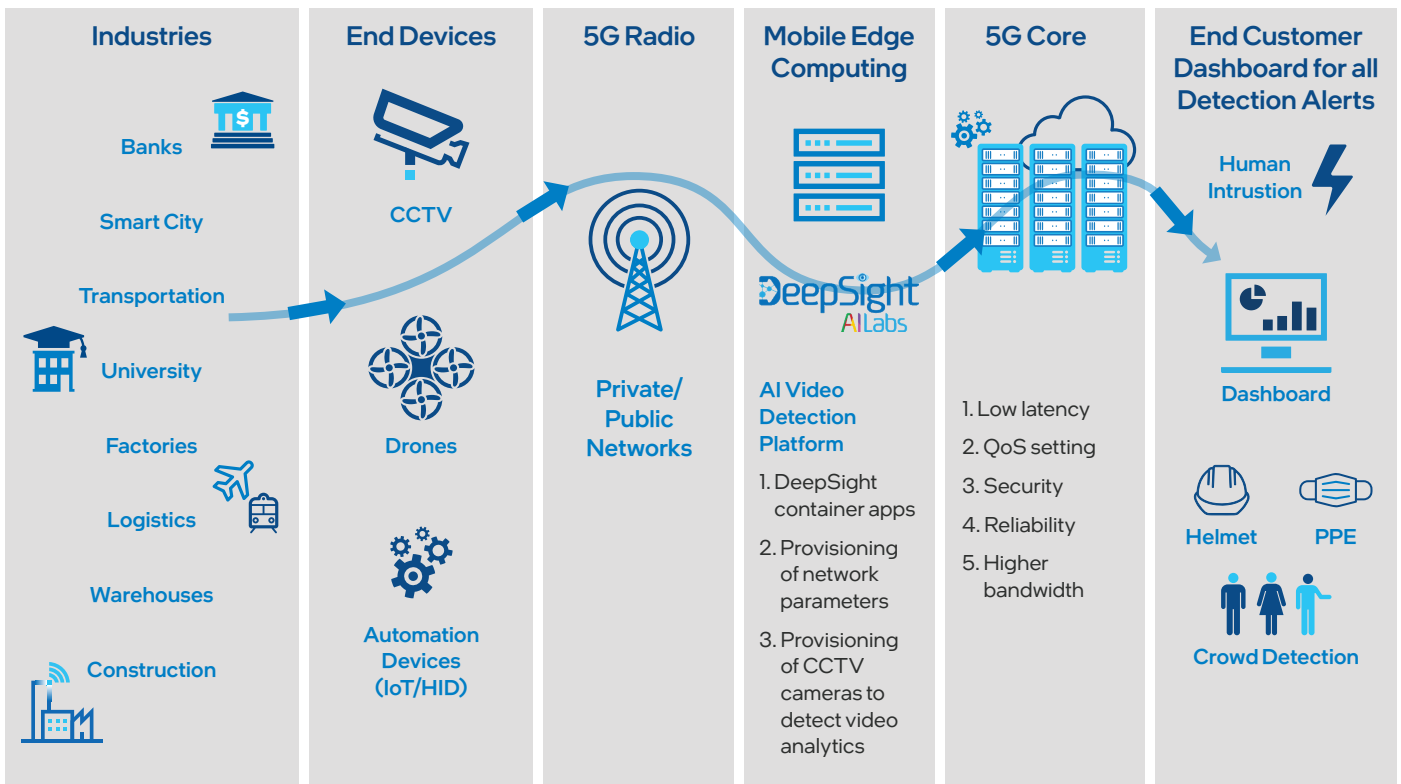 Industries
Banks
Smart City
Transportation
University
Factories
Logistics
Warehouses
Construction
End Devices
CCTV
Drones
Automation
Devices
(IoT/HID)
5G Radio
Private/
Public
Networks
Mobile Edge
Computing
DeepSight
AI Labs
AI Video
Detection
Platform
1. DeepSight
container apps
2. Provisioning
of network
parameters
3. Provisioning
of CCTV
cameras to
detect video
analytics
5G Core
1. Low latency
2. QoS setting
3. Security
4. Reliability
5. Higher
bandwidth
End Customer
Dashboard for all
Detection Alerts
Human
Intrustion
Dashboard
Helmet
PPE
Crowd Detection
$